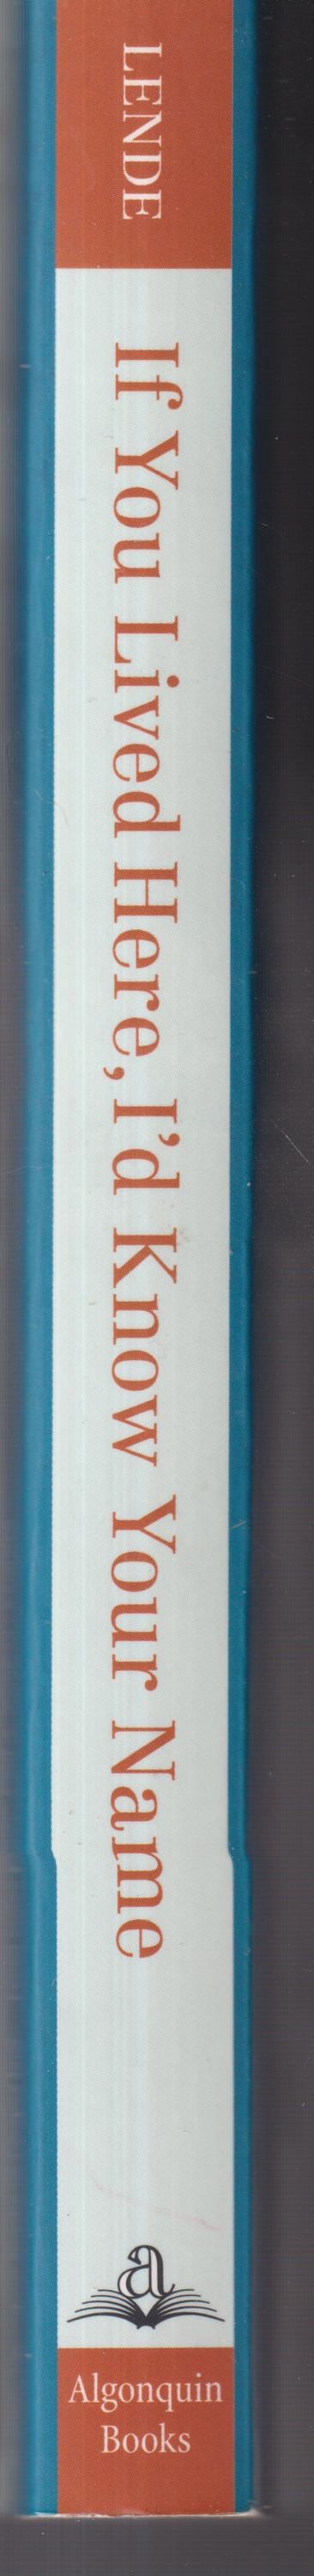 LENDE
If You Lived Here, I'd Know Your Name
a
Algonquin
Books